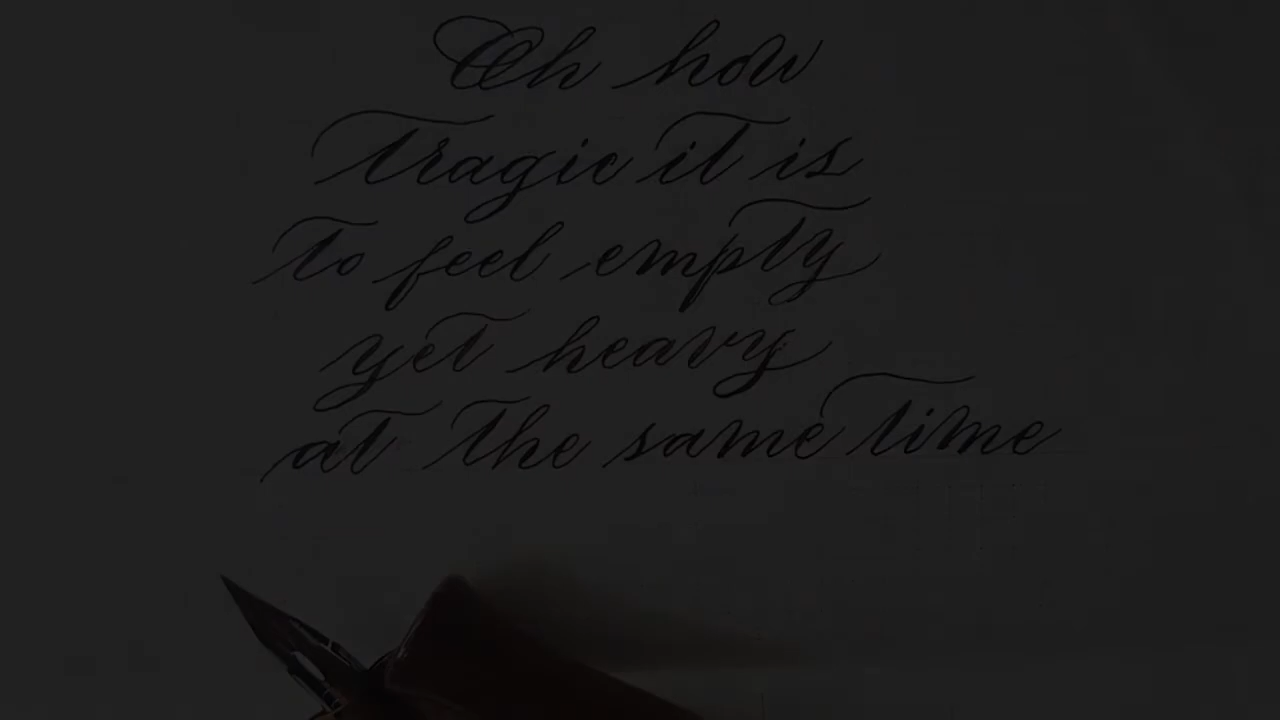 Oh how
tragic it is
to feel empty
yet heavy
at the same time